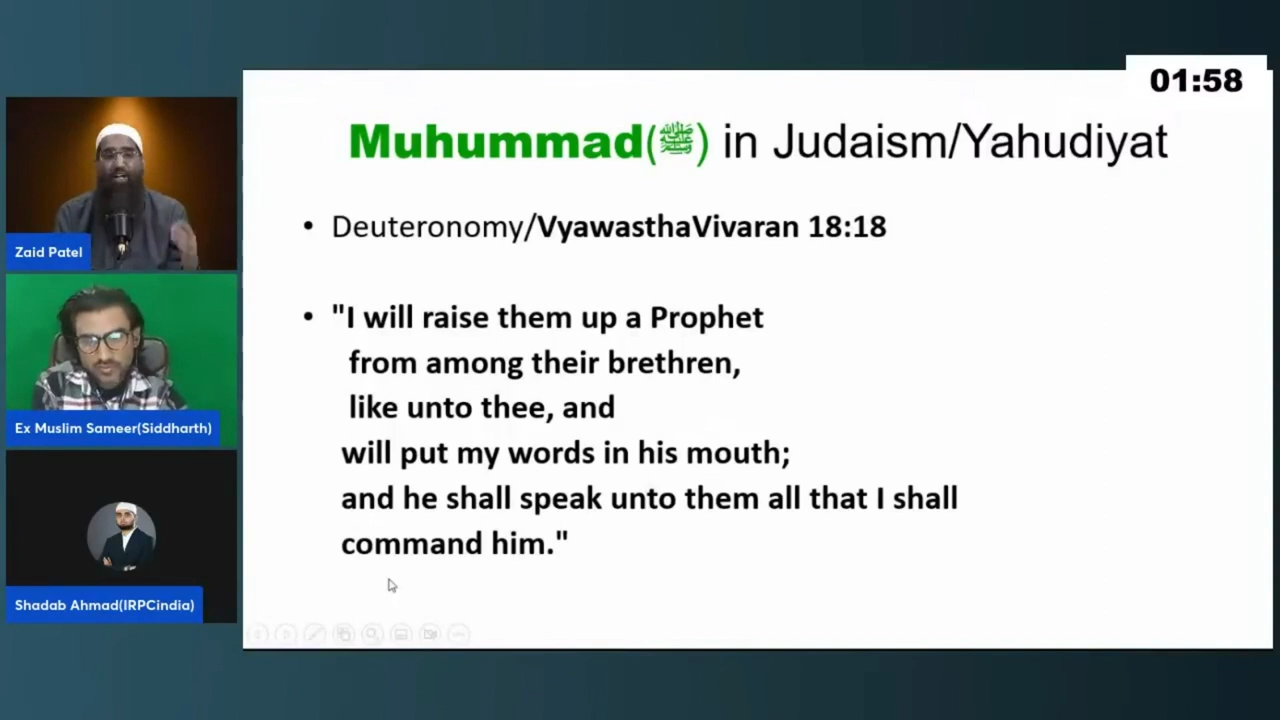 01:58
Muhummad(ﷺ) in Judaism/Yahudiyat
• Deuteronomy/VyawasthaVivaran 18:18
• "I will raise them up a Prophet
from among their brethren,
like unto thee, and
will put my words in his mouth;
and he shall speak unto them all that I shall
command him."
Zaid Patel
Ex Muslim Sameer(Siddharth)
Shadab Ahmad(IRPCindia)